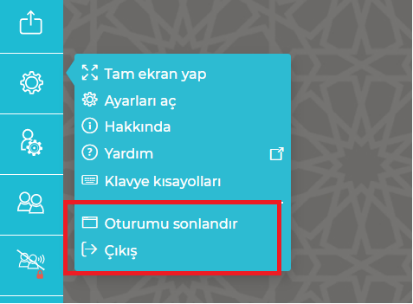 Tam ekran yap
Ayarları aç
Hakkında
Yardım
Klavye kısayolları
Oturumu sonlandır
Çıkış